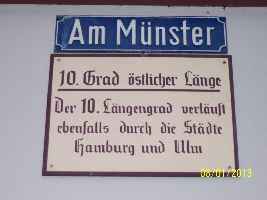 Am Münster
10. Grad östlicher Länge
Der 10. Längengrad verläuft
ebenfalls durch die Städte
Hamburg und Ulm
08/01/2013